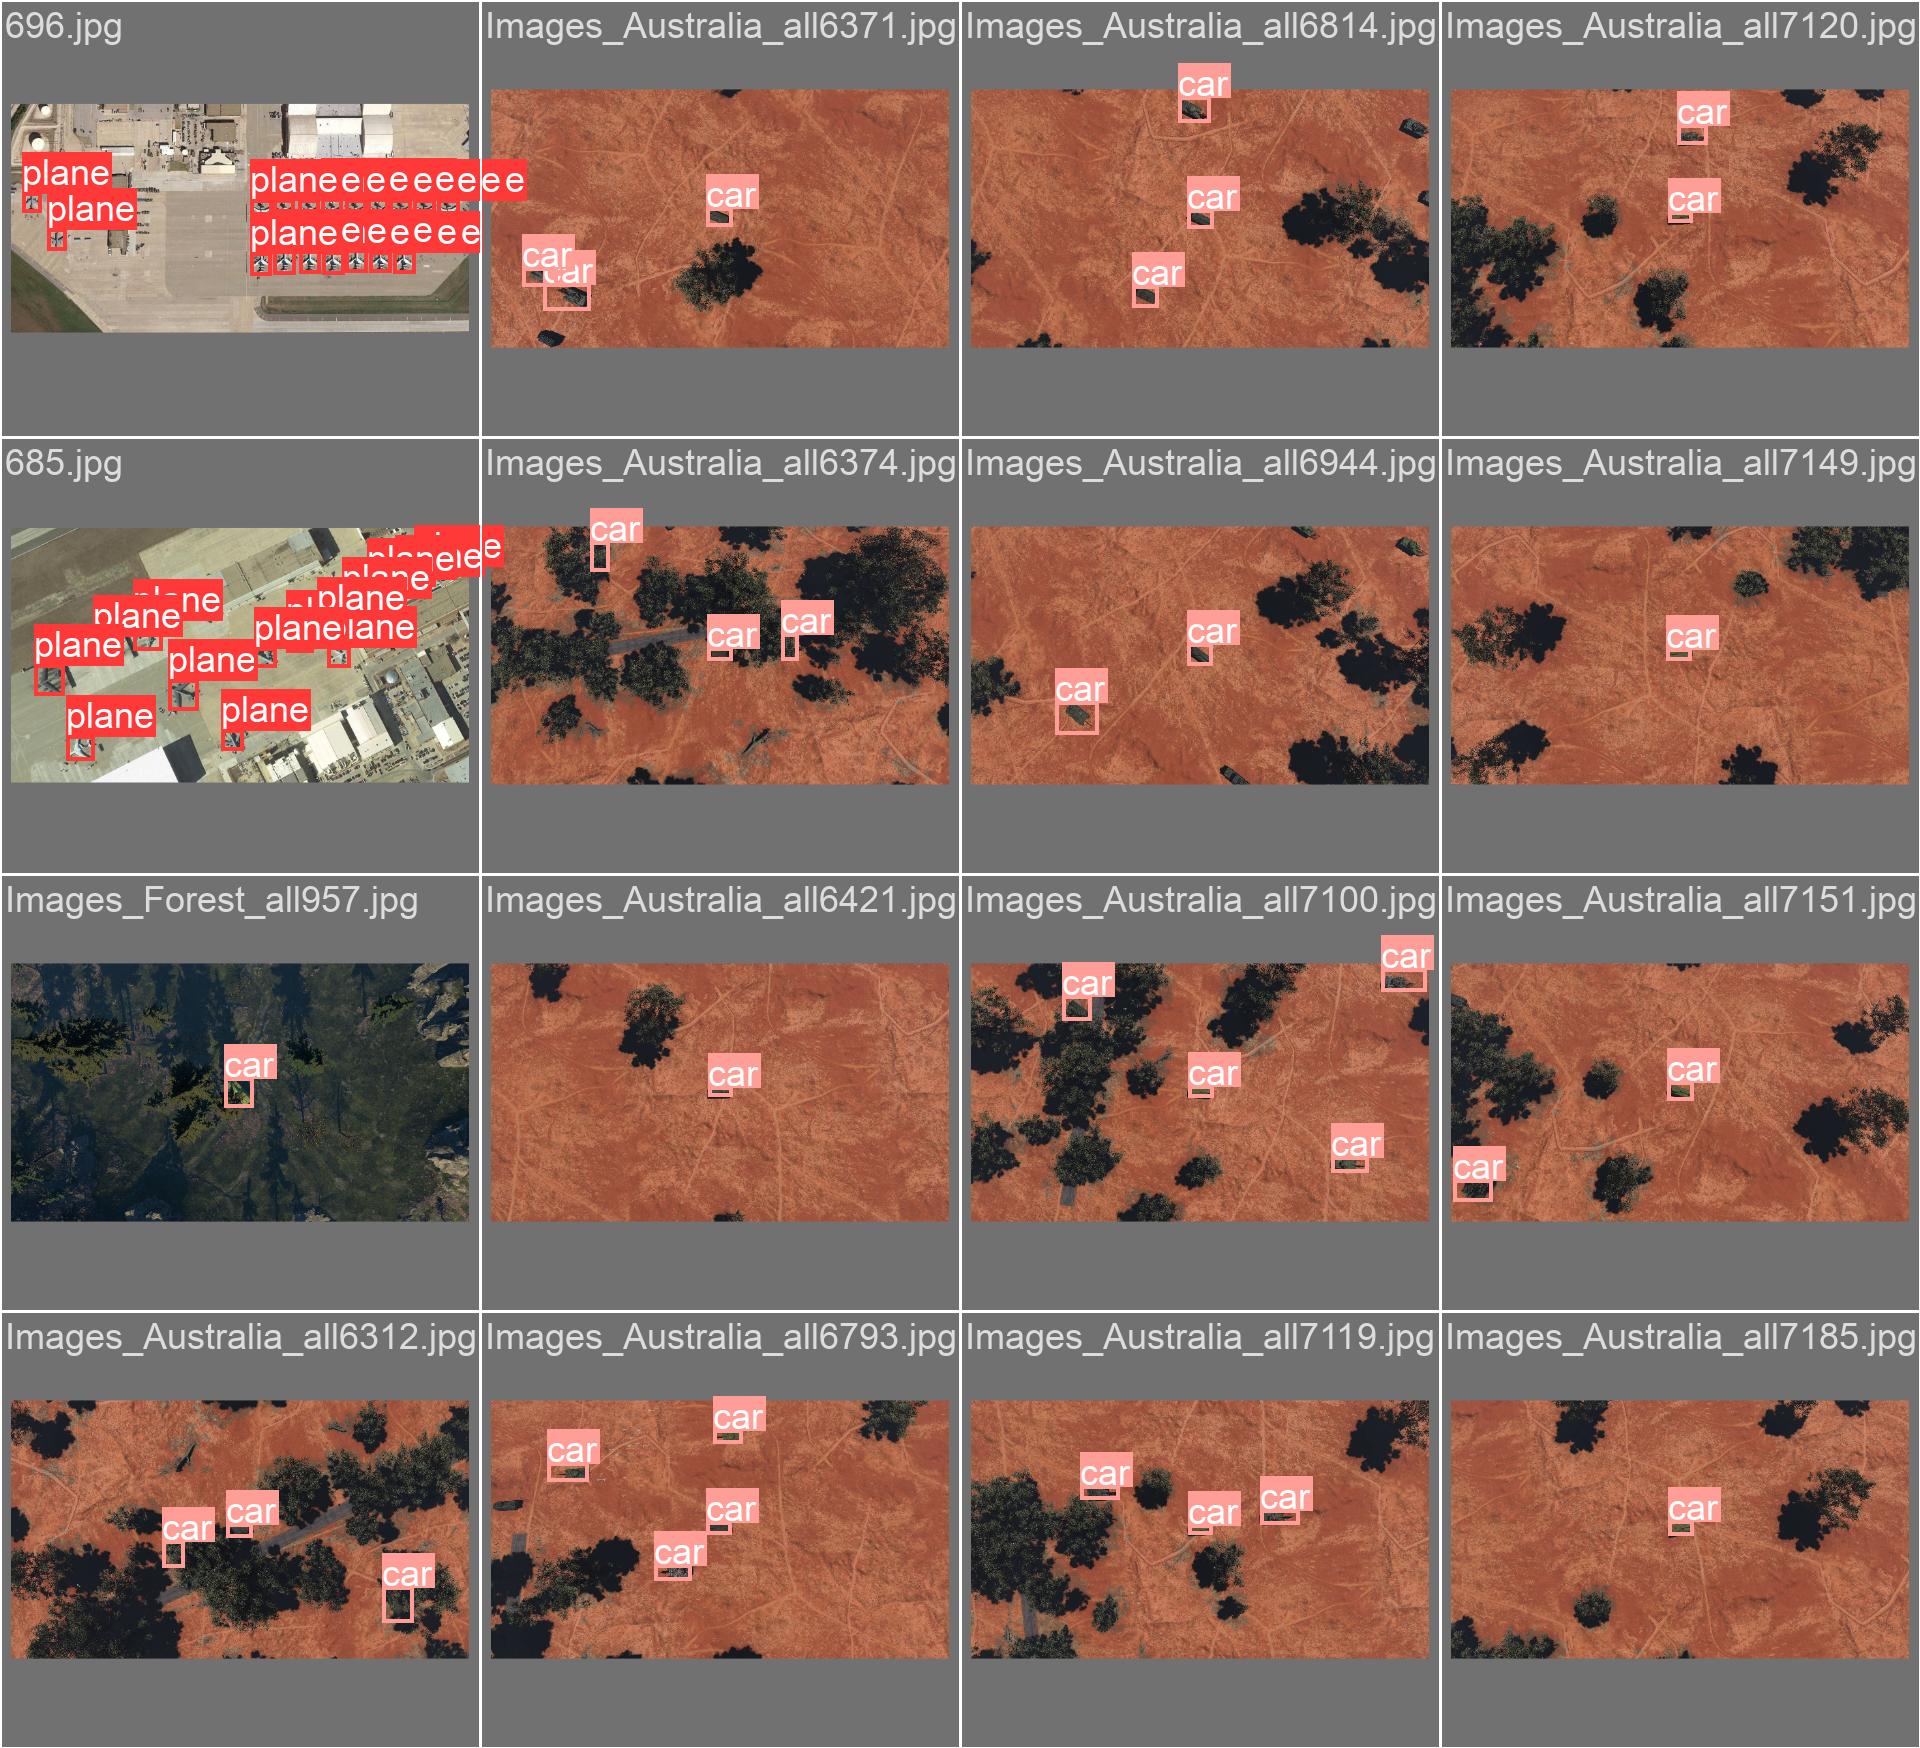 696.jpg
Images_Australia_all6371.jpg
Images_Australia_all6814.jpg
Images_Australia_all7120.jpg
plane
plane
planeeeeeeeee
planeeeeeee
car
car
car
car
car
car
car
car
685.jpg
Images_Australia_all6374.jpg
Images_Australia_all6944.jpg
Images_Australia_all7149.jpg
plane
plane
plane
plane
plane
plane
plane
plane
plane
plane
plane
car
car
car
car
car
car
Images_Forest_all957.jpg
Images_Australia_all6421.jpg
Images_Australia_all7100.jpg
Images_Australia_all7151.jpg
car
car
car
car
car
car
car
car
Images_Australia_all6312.jpg
Images_Australia_all6793.jpg
Images_Australia_all7119.jpg
Images_Australia_all7185.jpg
car
car
car
car
car
car
car
car
car
car
car